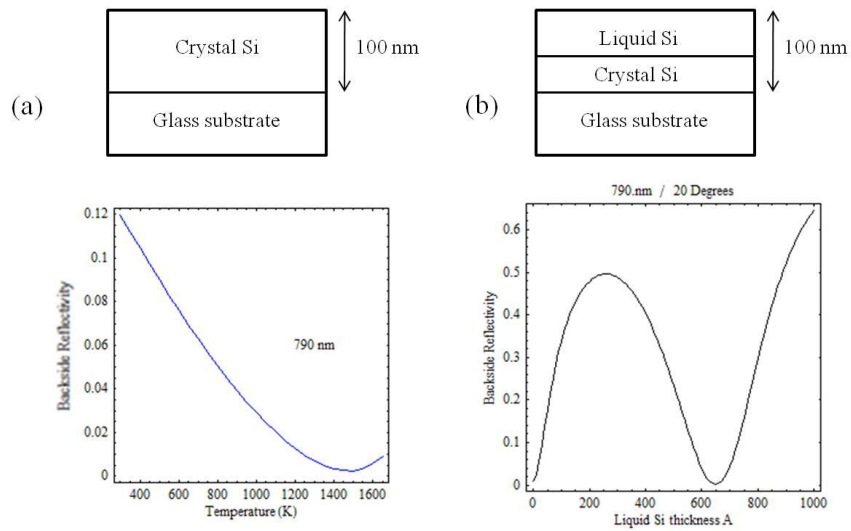 (a)
Crystal Si
100 nm
Glass substrate
(b)
Liquid Si
Crystal Si
100 nm
Glass substrate
0.12
0.1
0.08
0.06
0.04
0.02
0
Backside Reflectivity
790 nm
400 600 800 1000 1200 1400 1600
Temperature (K)
790.nm / 20 Degrees
0.6
0.5
0.4
0.3
0.2
0.1
0
Backside Reflectivity
0 200 400 600 800 1000
Liquid Si thickness A